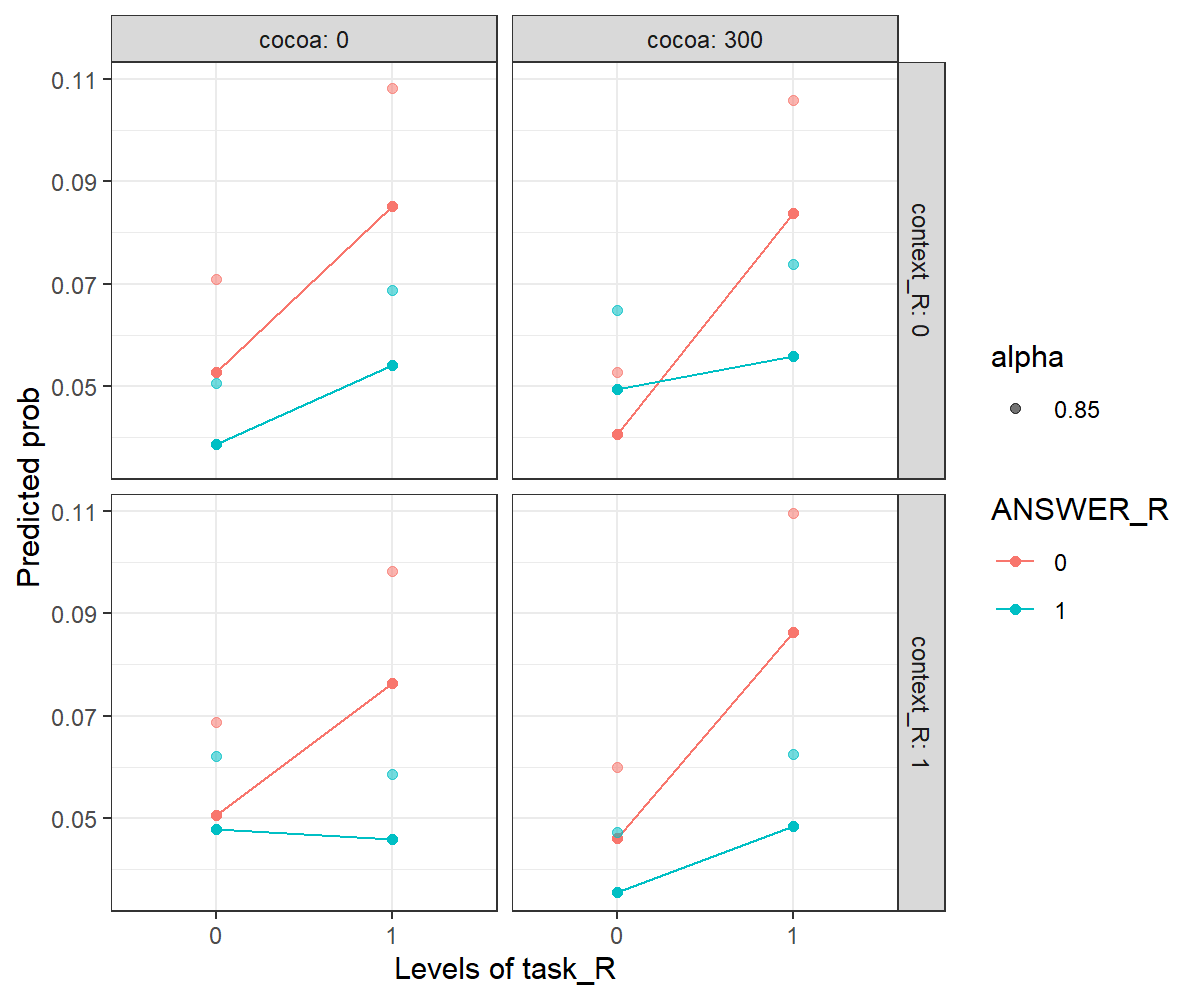 cocoa: 0
cocoa: 300
0.11
0.09
0.07
0.05
context_R: 0
0.11
0.09
0.07
0.05
context_R: 1
0
1
0
1
Levels of task_R
Predicted prob
alpha
0.85
ANSWER_R
0
1